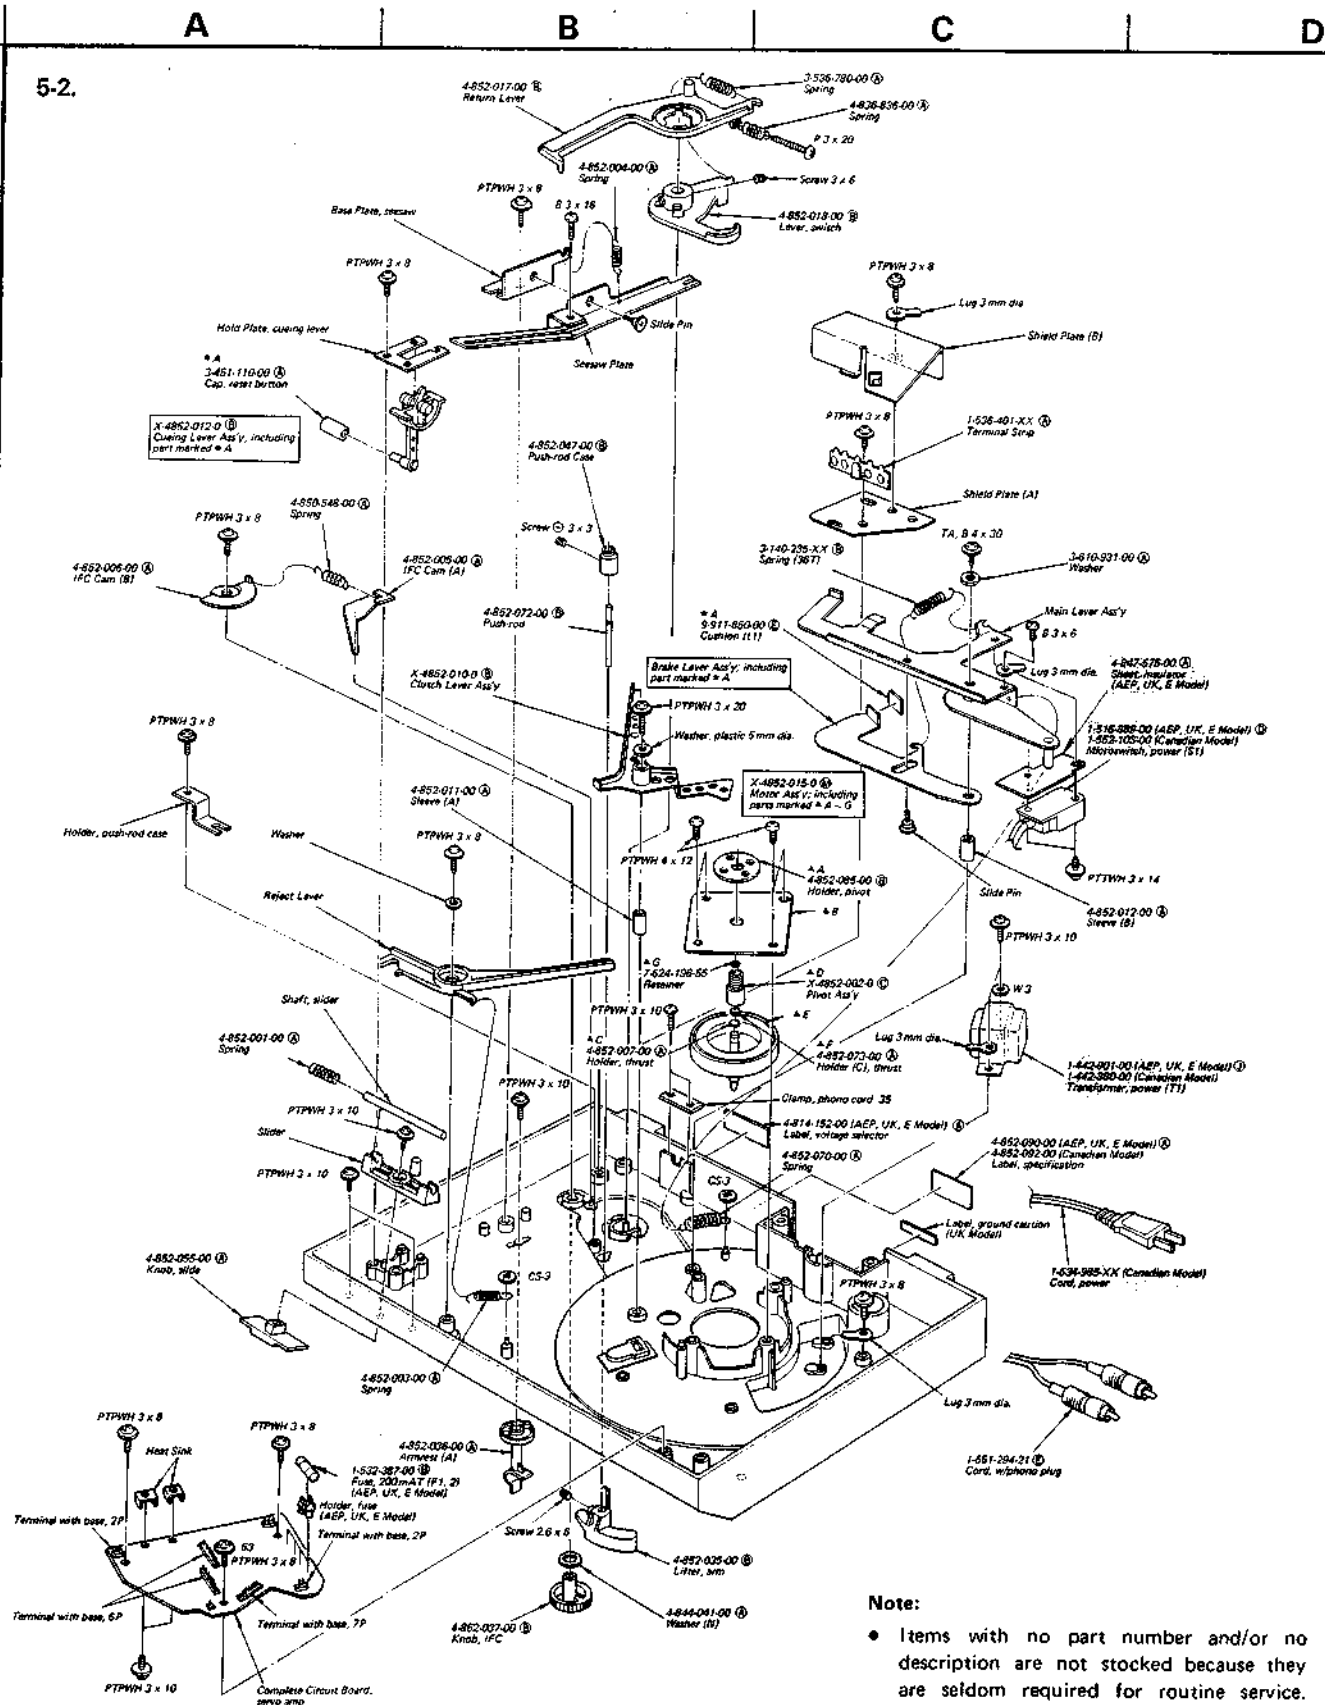 A
B
C
D
5-2.
4-852-017-00 Ⓑ
Return Lever
3-536-780-00 Ⓐ
Spring
4-836-836-00 Ⓐ
Spring
P 3 x 20
4-852-004-00 Ⓐ
Spring
PTPWH 3 x 8
B 3 x 16
Screw 3 x 6
4-852-018-00 Ⓑ
Lever, switch
Base Plate, seesaw
PTPWH 3 x 8
PTPWH 3 x 8
Lug 3 mm dia
Slide Pin
Shield Plate (B)
Hold Plate, cueing lever
Seesaw Plate
* A
3-461-110-00 Ⓐ
Cap, reset button
X-4852-012-0 Ⓑ
Cueing Lever Ass'y, including
part marked * A
PTPWH 3 x 8
1-536-401-XX Ⓐ
Terminal Strip
4-852-047-00 Ⓑ
Push-rod Case
Shield Plate (A)
4-850-548-00 Ⓐ
Spring
PTPWH 3 x 8
Screw ⊖ 3 x 3
TA, B 4 x 30
3-140-235-XX Ⓑ
Spring (36T)
3-610-931-00 Ⓐ
Washer
4-852-006-00 Ⓐ
IFC Cam (B)
4-852-005-00 Ⓐ
IFC Cam (A)
4-852-072-00 Ⓑ
Push-rod
* A
9-911-850-00 Ⓔ
Cushion (t1)
Main Lever Ass'y
B 3 x 6
Brake Lever Ass'y, including
part marked * A
Lug 3 mm dia.
X-4852-010-0 Ⓑ
Clutch Lever Ass'y
4-847-676-00 Ⓐ
Sheet, insulator
(AEP, UK, E Model)
PTPWH 3 x 20
PTPWH 3 x 8
Washer, plastic 5 mm dia.
(AEP, UK, E Model) Ⓓ
(Canadian Model)
Microswitch, power (S1)
X-4852-015-0
Motor Ass'y; including
parts marked ▲ A ~ G
4-852-011-00 Ⓐ
Sleeve (A)
Holder, push-rod case
Washer
PTPWH 3 x 8
PTPWH 4 x 12
▲ A
4-852-085-00 Ⓑ
Holder, pivot
PTTWH 3 x 14
Slide Pin
Reject Lever
▲ B
4-852-012-00 Ⓐ
Sleeve (B)
PTPWH 3 x 10
▲ G
7-624-196-55
Retainer
▲ D
X-4852-002-0 Ⓒ
Pivot Ass'y
W 3
Shaft, slider
PTPWH 3 x 10
▲ E
4-852-001-00 Ⓐ
Spring
▲ C
4-852-007-00 Ⓐ
Holder, thrust
▲ F
4-852-073-00 Ⓐ
Holder (C), thrust
Lug 3 mm dia.
1-442-001-00 (AEP, UK, E Model)
1-442-380-00 (Canadian Model)
Transformer, power (T1)
PTPWH 3 x 10
Clamp, phono cord 35
PTPWH 3 x 10
4-814-152-00 (AEP, UK, E Model) Ⓐ
Label, voltage selector
Slider
4-852-090-00 (AEP, UK, E Model) Ⓐ
4-852-092-00 (Canadian Model)
Label, specification
4-852-070-00 Ⓐ
Spring
PTPWH 3 x 10
CS-3
Label, ground caution
(UK Model)
4-852-055-00 Ⓐ
Knob, slide
CS-3
1-534-985-XX (Canadian Model)
Cord, power
PTPWH 3 x 8
4-852-003-00 Ⓐ
Spring
Lug 3 mm dia.
PTPWH 3 x 8
PTPWH 3 x 8
Heat Sink
4-852-036-00 Ⓐ
Armrest (A)
1-532-387-00 Ⓑ
Fuse, 200mAT (F1, 2)
(AEP, UK, E Model)
1-551-294-21 Ⓔ
Cord, w/phono plug
Holder, fuse
(AEP, UK, E Model)
Terminal with base, 2P
Terminal with base, 2P
Screw 2.6 x 6
S3
PTPWH 3 x 8
4-852-035-00 Ⓑ
Lifter, arm
Terminal with base, 6P
Terminal with base, 7P
4-852-037-00 Ⓑ
Knob, IFC
4-844-041-00 Ⓐ
Washer (N)
PTPWH 3 x 10
Complete Circuit Board,
servo amp
Note:
• Items with no part number and/or no
description are not stocked because they
are seldom required for routine service.